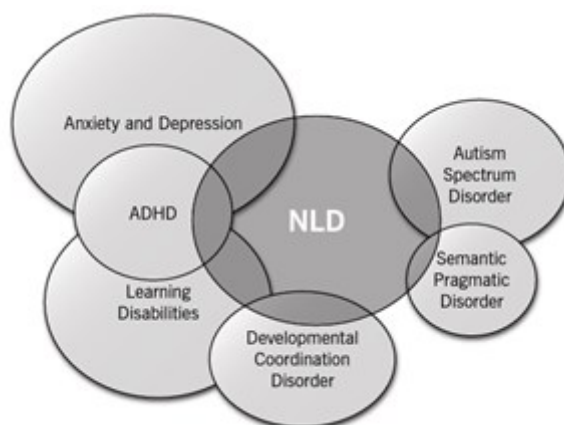 Anxiety and Depression
ADHD
NLD
Autism
Spectrum
Disorder
Learning
Disabilities
Semantic
Pragmatic
Disorder
Developmental
Coordination
Disorder